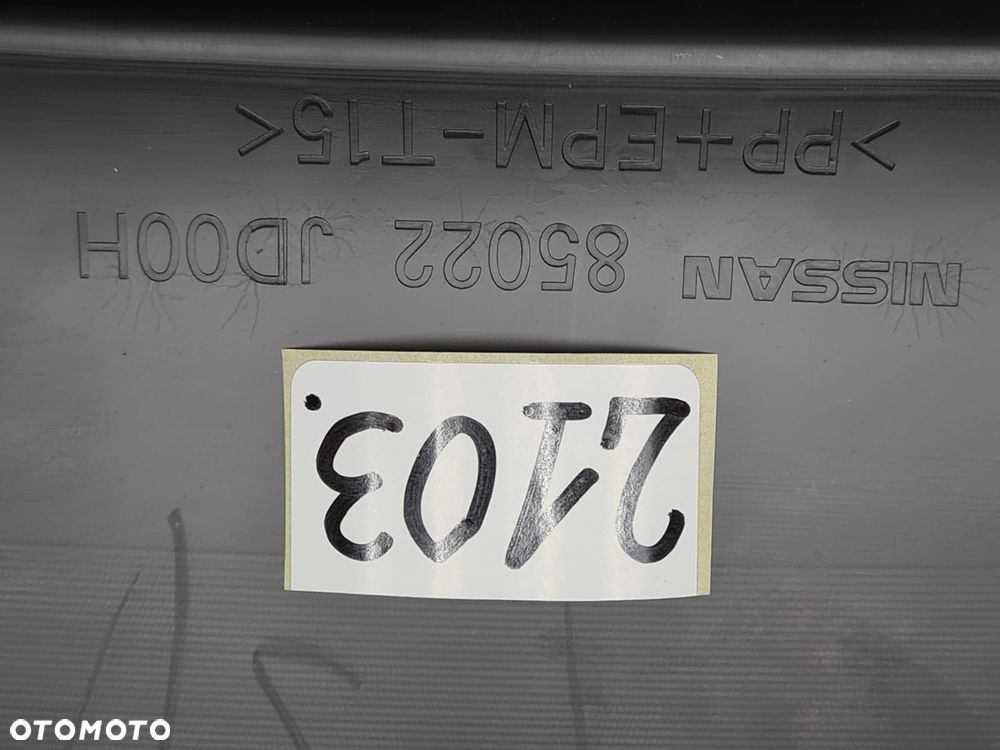 NISSAN 85022 JD00H
>PP+EPM-T15<
2103.
OTOMOTO